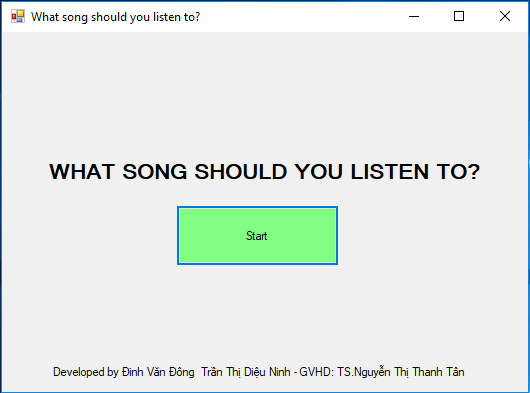 What song should you listen to?
WHAT SONG SHOULD YOU LISTEN TO?
Start
Developed by Đinh Văn Đông  Trần Thị Diệu Ninh - GVHD: TS.Nguyễn Thị Thanh Tân